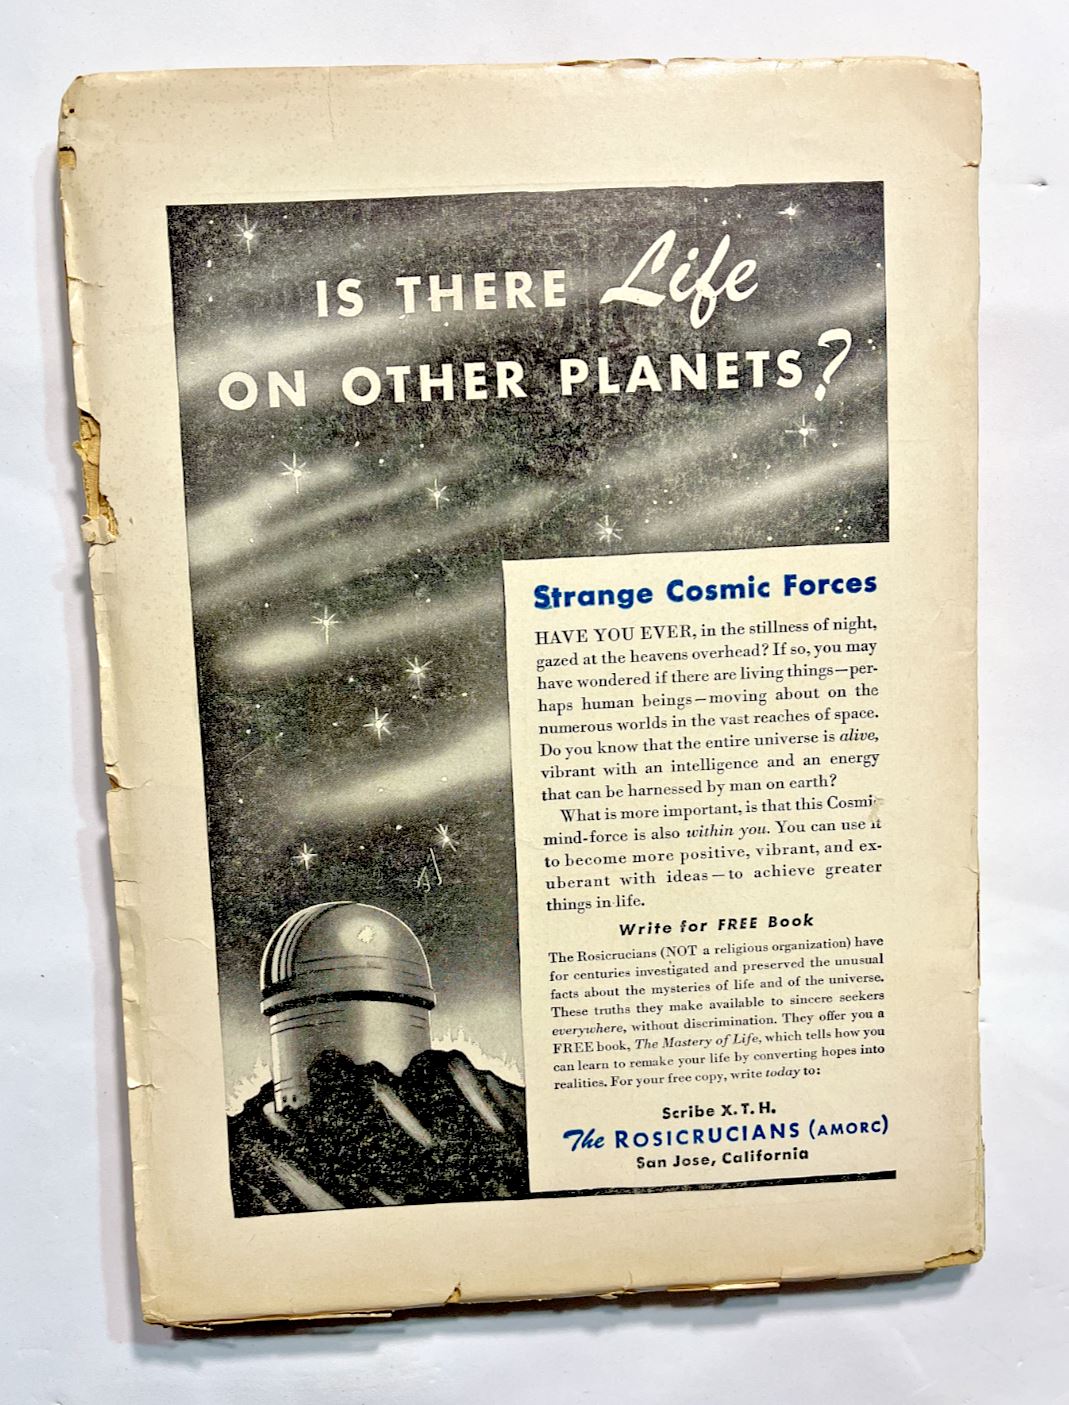 IS THERE Life
ON OTHER PLANETS?
Strange Cosmic Forces
HAVE YOU EVER, in the stillness of night,
gazed at the heavens overhead? If so, you may
have wondered if there are living things—per-
haps human beings—moving about on the
numerous worlds in the vast reaches of space.
Do you know that the entire universe is alive,
vibrant with an intelligence and an energy
that can be harnessed by man on earth?
What is more important, is that this Cosmic
mind-force is also within you. You can use it
to become more positive, vibrant, and ex-
uberant with ideas—to achieve greater
things in life.
Write for FREE Book
The Rosicrucians (NOT a religious organization) have
for centuries investigated and preserved the unusual
facts about the mysteries of life and of the universe.
These truths they make available to sincere seekers
everywhere, without discrimination. They offer you a
FREE book, The Mastery of Life, which tells how you
can learn to remake your life by converting hopes into
realities. For your free copy, write today to:
Scribe X. T. H.
The ROSICRUCIANS (AMORC)
San Jose, California